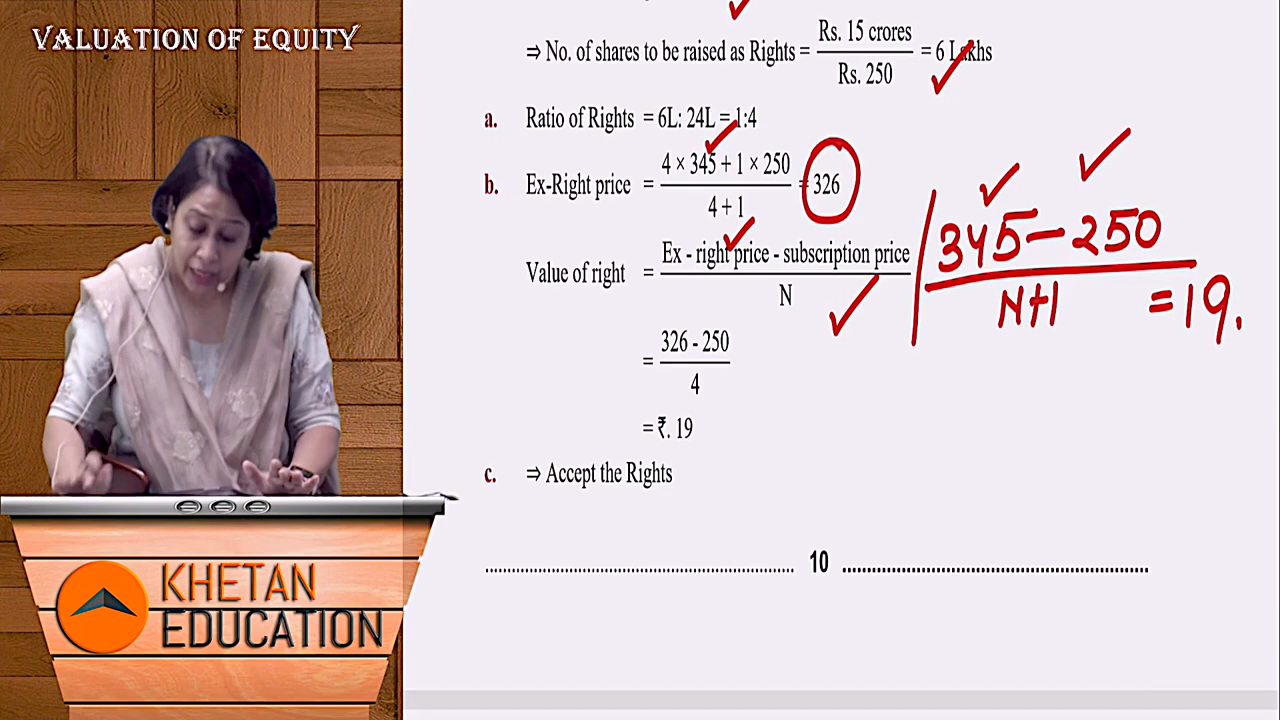 VALUATION OF EQUITY
⇒ No. of shares to be raised as Rights = Rs. 15 crores / Rs. 250 = 6 Lakhs
a. Ratio of Rights = 6L: 24L = 1:4
b. Ex-Right price = 4 × 345 + 1 × 250 / 4 + 1 = 326
Value of right = Ex - right price - subscription price / N
345 - 250 / N+1 = 19.
= 326 - 250 / 4
= ₹. 19
c. ⇒ Accept the Rights
10
KHETAN
EDUCATION